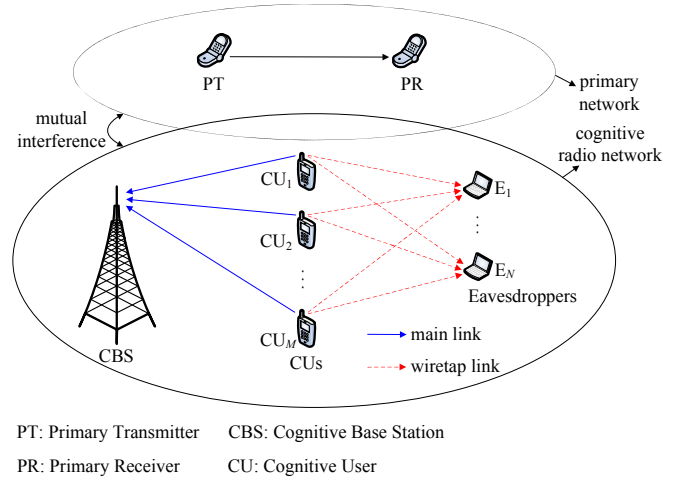 PT
PR
primary
network
mutual
interference
cognitive
radio network
CU1
E1
CU2
⋮
⋮
EN
Eavesdroppers
CUM
CUs
CBS
main link
wiretap link
PT: Primary Transmitter CBS: Cognitive Base Station
PR: Primary Receiver CU: Cognitive User